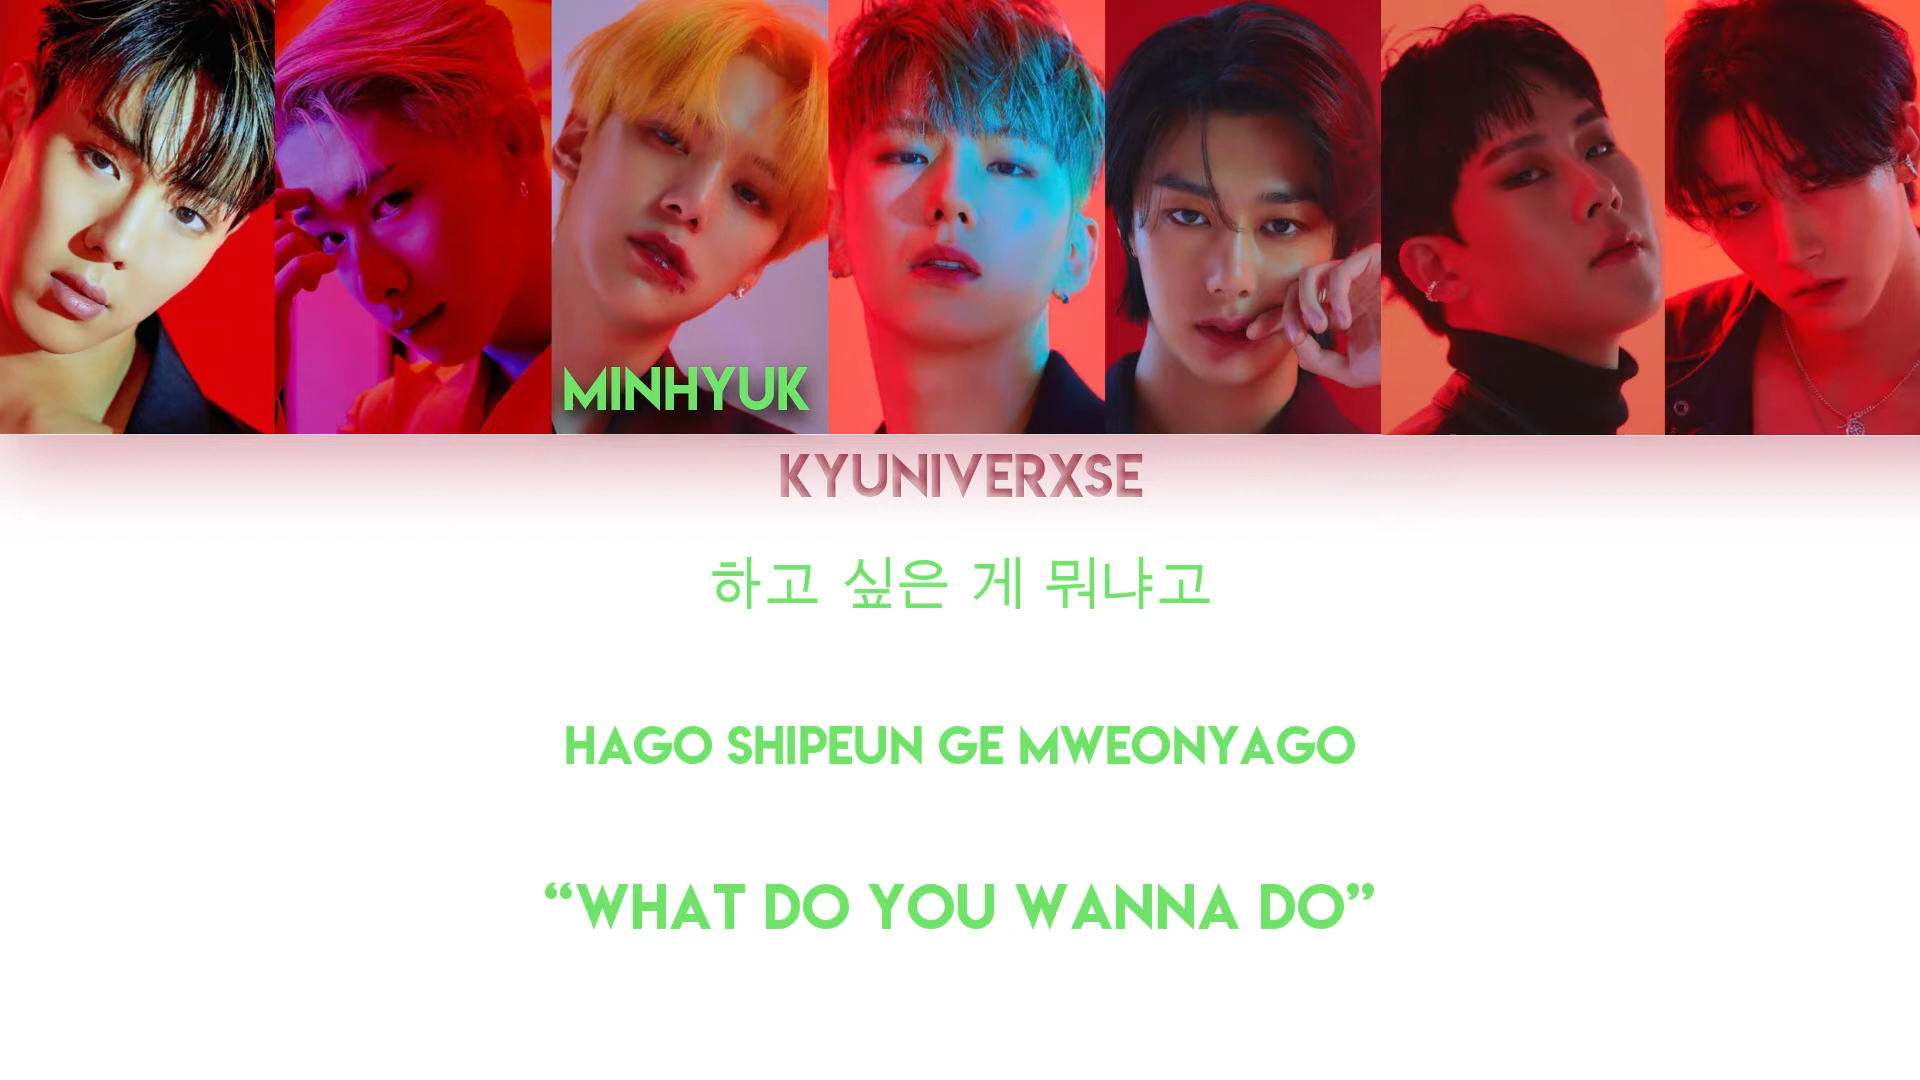 MINHYUK
KYUNIVERXSE
하고 싶은 게 뭐냐고
HAGO SHIPEUN GE MWEONYAGO
“WHAT DO YOU WANNA DO”